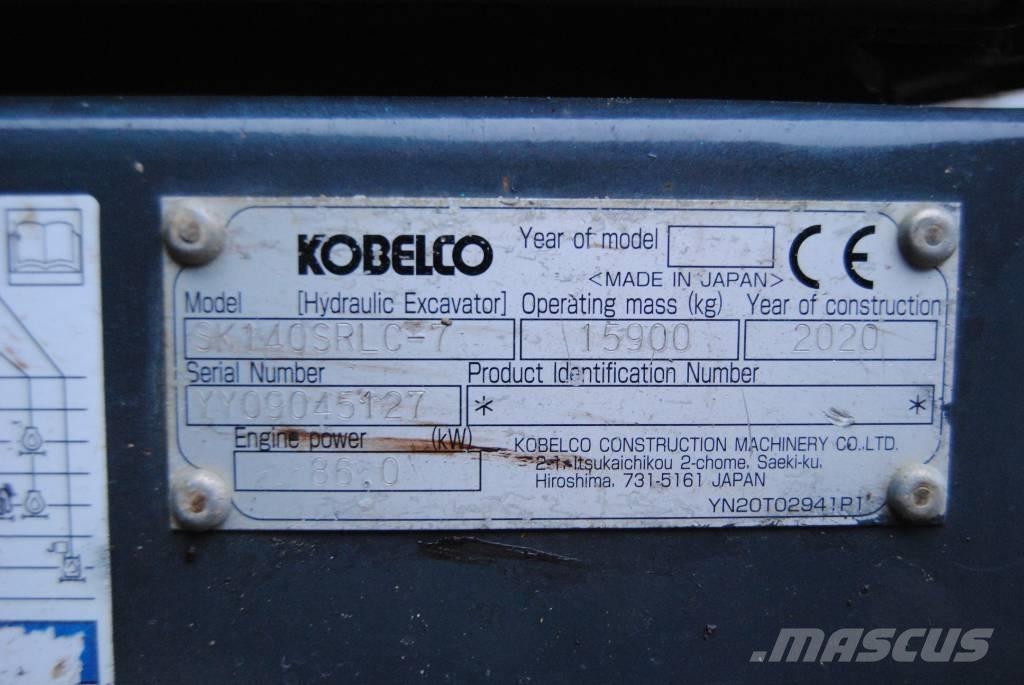 KOBELCO
Year of model
CE
<MADE IN JAPAN>
Model [Hydraulic Excavator] Operating mass (kg) Year of construction
SK140SRLC-7 15900 2020
Serial Number Product Identification Number
YY09045127 * *
Engine power (kW)
86.0
KOBELCO CONSTRUCTION MACHINERY CO.,LTD.
2-1, Itsukaichikou 2-chome, Saeki-ku,
Hiroshima, 731-5161 JAPAN
YN20T02941P1
MASCUS